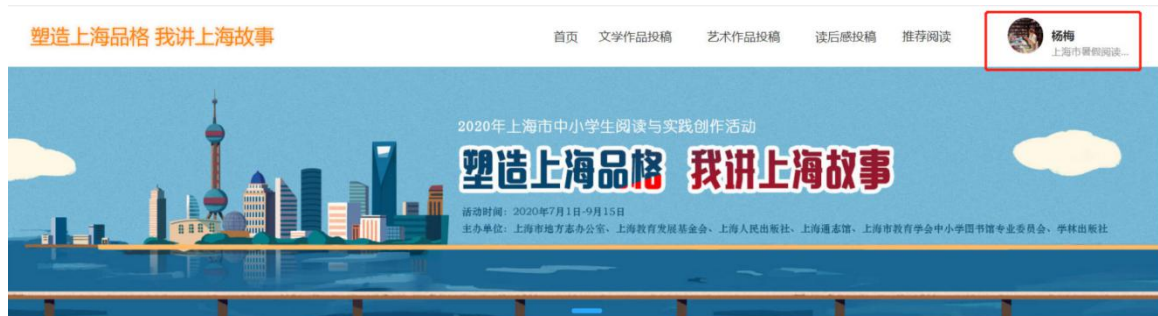 塑造上海品格 我讲上海故事
首页 文学作品投稿 艺术作品投稿 读后感投稿 推荐阅读
杨梅
上海市暑假阅读...
2020年上海市中小学生阅读与实践创作活动
塑造上海品格 我讲上海故事
活动时间：2020年7月1日-9月15日
主办单位：上海市地方志办公室、上海教育发展基金会、上海人民出版社、上海通志馆、上海市教育学会中小学图书馆专业委员会、学林出版社